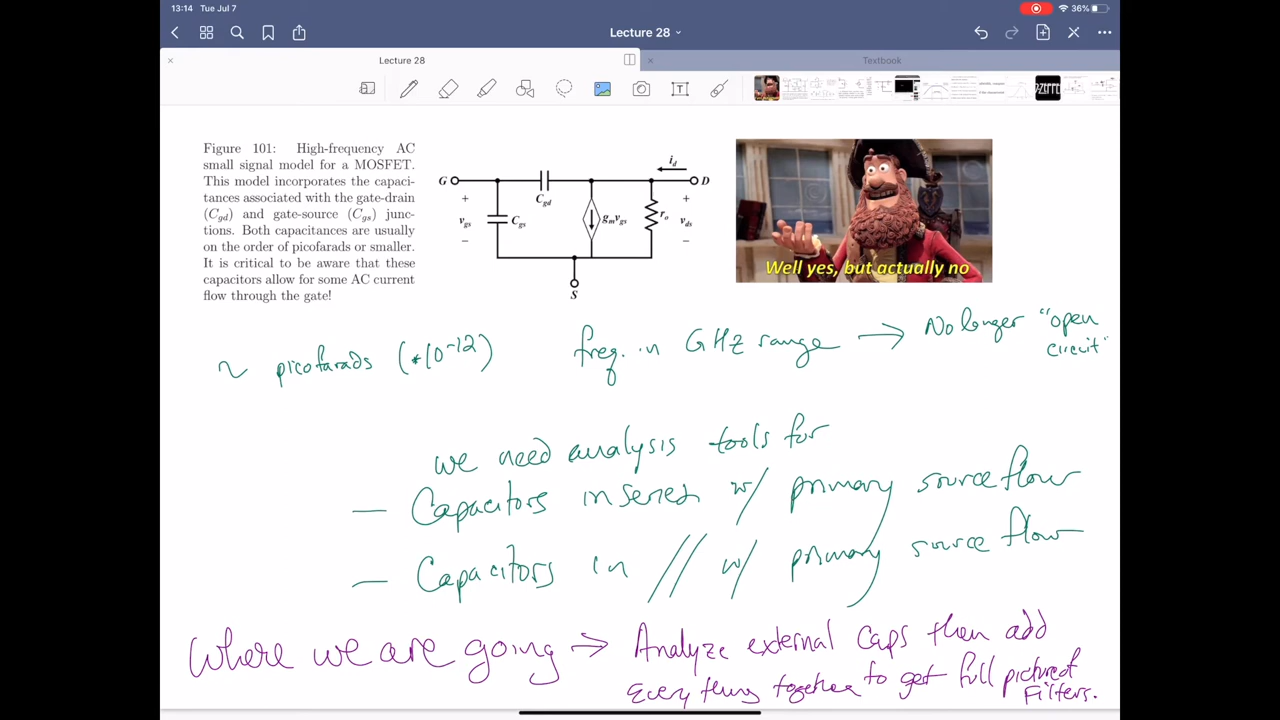 13:14 Tue Jul 7
36%
Lecture 28
Lecture 28
Textbook
Figure 101: High-frequency AC
small signal model for a MOSFET.
This model incorporates the capaci-
tances associated with the gate-drain
(Cgd) and gate-source (Cgs) junc-
tions. Both capacitances are usually
on the order of picofarads or smaller.
It is critical to be aware that these
capacitors allow for some AC current
flow through the gate!
id
G
D
+
vgs
−
Cgs
Cgd
gmvgs
ro
+
vds
−
S
Well yes, but actually no
~ picofarads (*10^-12)
freq. in GHz range → No longer "open
circuit"
we need analysis tools for
— Capacitors in series w/ primary source flow
— Capacitors in // w/ primary source flow
Where we are going → Analyze external caps then add
everything together to get full picture of
Filters.